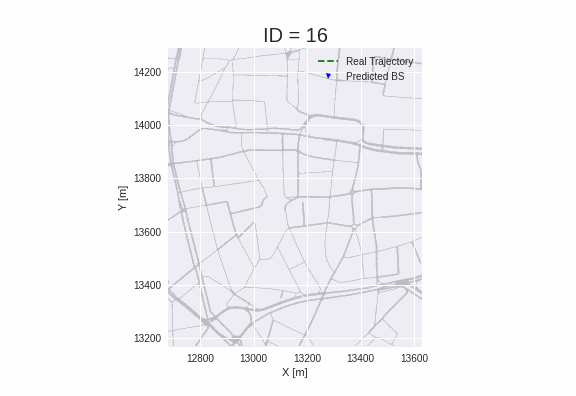 ID = 16
Real Trajectory
Predicted BS
14200
14000
13800
13600
13400
13200
Y [m]
12800 13000 13200 13400 13600
X [m]